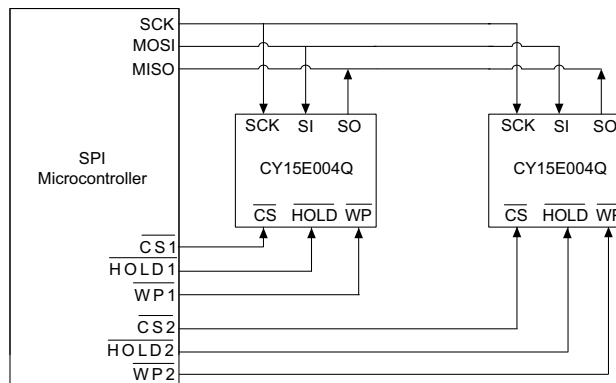 SCK
MOSI
MISO
SPI
Microcontroller
CS1
HOLD1
WP1
CS2
HOLD2
WP2
SCK SI SO
CY15E004Q
CS HOLD WP
SCK SI SO
CY15E004Q
CS HOLD WP